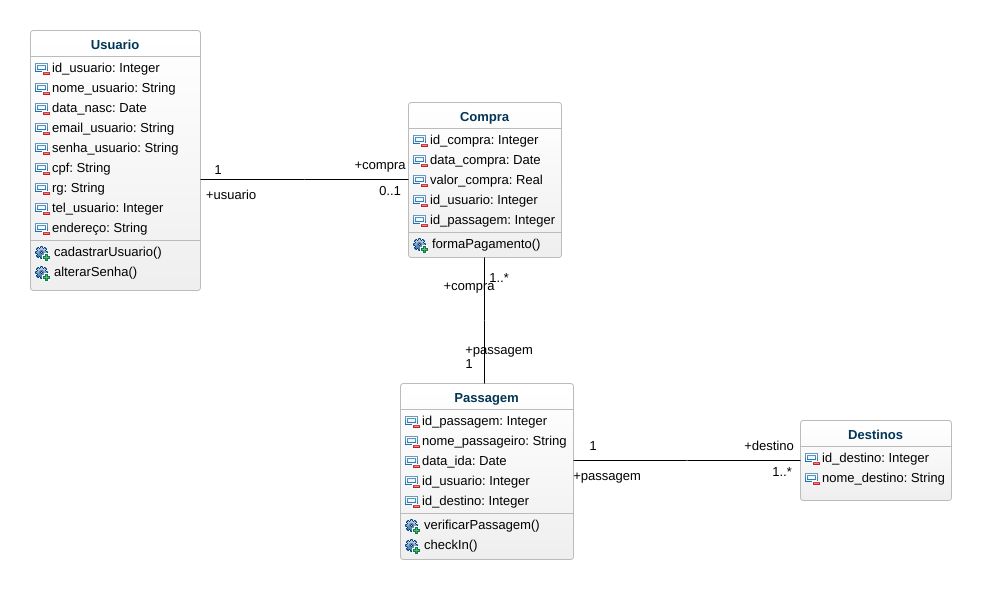 Usuario
id_usuario: Integer
nome_usuario: String
data_nasc: Date
email_usuario: String
senha_usuario: String
cpf: String
rg: String
tel_usuario: Integer
endereço: String
cadastrarUsuario()
alterarSenha()
1
+usuario
+compra
0..1
Compra
id_compra: Integer
data_compra: Date
valor_compra: Real
id_usuario: Integer
id_passagem: Integer
formaPagamento()
1..*
+compra
+passagem
1
Passagem
id_passagem: Integer
nome_passageiro: String
data_ida: Date
id_usuario: Integer
id_destino: Integer
verificarPassagem()
checkIn()
1
+passagem
+destino
1..*
Destinos
id_destino: Integer
nome_destino: String